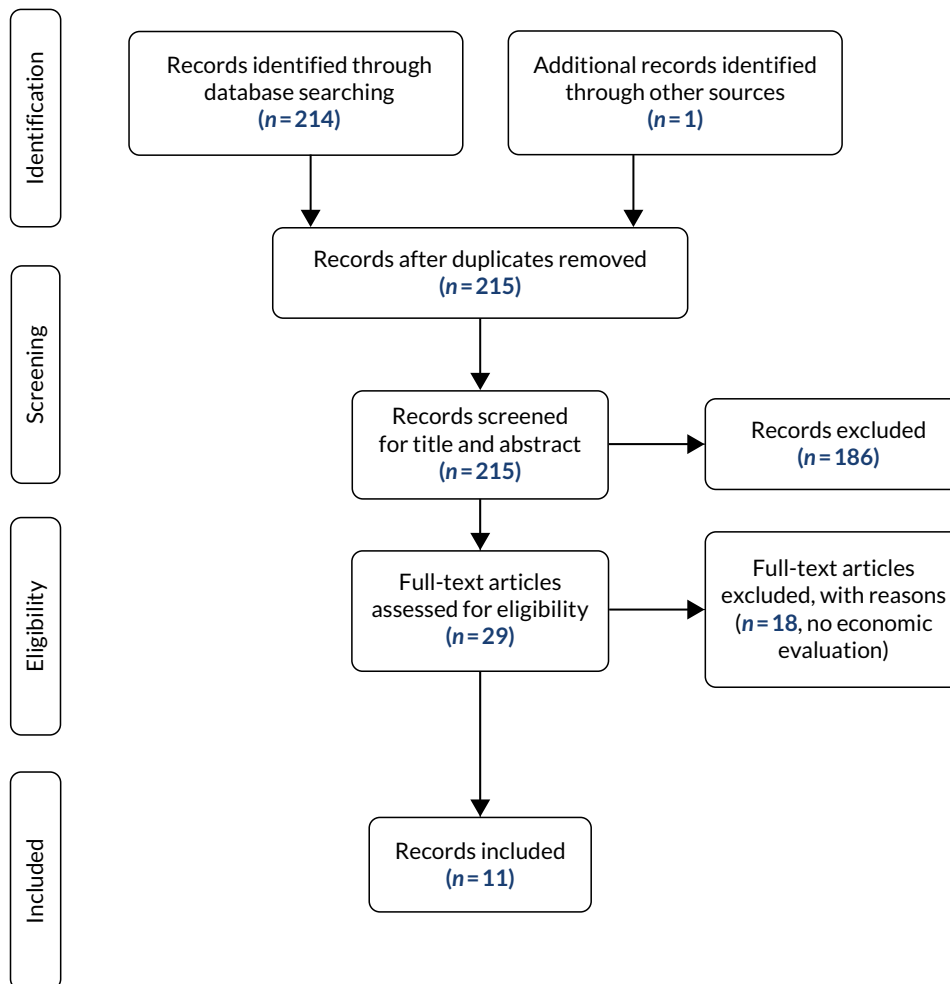 Identification
Records identified through
database searching
(n=214)
Additional records identified
through other sources
(n=1)
Records after duplicates removed
(n=215)
Screening
Records screened
for title and abstract
(n=215)
Records excluded
(n=186)
Eligibility
Full-text articles
assessed for eligibility
(n=29)
Full-text articles
excluded, with reasons
(n=18, no economic
evaluation)
Included
Records included
(n=11)